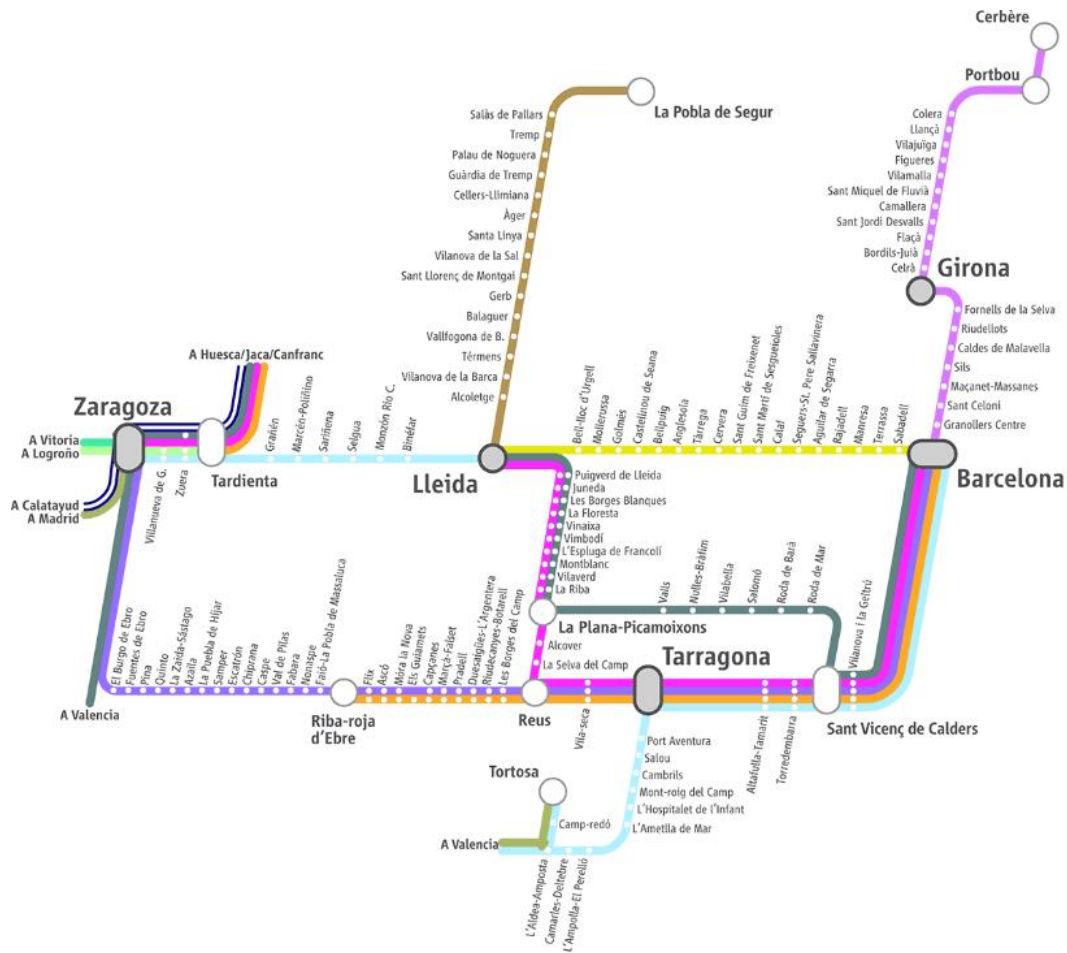 Cerbère
Portbou
Colera
Llançà
Vilajuïga
Figueres
Vilamalla
Sant Miquel de Fluvià
Camallera
Sant Jordi Desvalls
Flaçà
Bordils-Juià
Celrà
Girona
Fornells de la Selva
Riudellots
Caldes de Malavella
Sils
Maçanet-Massanes
Sant Celoni
Granollers Centre
Barcelona
La Pobla de Segur
Salàs de Pallars
Tremp
Palau de Noguera
Guàrdia de Tremp
Cellers-Llimiana
Àger
Santa Linya
Vilanova de la Sal
Sant Llorenç de Montgai
Gerb
Balaguer
Vallfogona de B.
Térmens
Vilanova de la Barca
Alcoletge
Lleida
A Huesca/Jaca/Canfranc
Zaragoza
A Vitoria
A Logroño
A Calatayud
A Madrid
Villanueva de G.
Zuera
Tardienta
Grañén
Marcén-Poliñino
Sariñena
Selgua
Monzón Río C.
Binéfar
Bell-lloc d'Urgell
Mollerussa
Golmés
Castellnou de Seana
Bellpuig
Anglesola
Tàrrega
Cervera
Sant Guim de Freixenet
Sant Martí de Sesgueioles
Calaf
Seguers-St. Pere Sallavinera
Aguilar de Segarra
Rajadell
Manresa
Terrassa
Sabadell
Puigverd de Lleida
Juneda
Les Borges Blanques
La Floresta
Vinaixa
Vimbodí
L'Espluga de Francolí
Montblanc
Vilaverd
La Riba
La Plana-Picamoixons
Valls
Nulles-Bràfim
Vilabella
Salomó
Roda de Barà
Roda de Mar
Vilanova i la Geltrú
Alcover
La Selva del Camp
Tarragona
A Valencia
El Burgo de Ebro
Fuentes de Ebro
Pina
Quinto
La Zaida-Sástago
Azaila
La Puebla de Híjar
Samper
Escatrón
Chiprana
Caspe
Val de Pilas
Fabara
Nonaspe
Faió-La Pobla de Massaluca
Riba-roja
d'Ebre
Flix
Ascó
Móra la Nova
Els Guiamets
Capçanes
Marçà-Falset
Pradell
Duesaigües-L'Argentera
Riudecanyes-Botarell
Les Borges del Camp
Reus
Vila-seca
Altafulla-Tamarit
Torredembarra
Sant Vicenç de Calders
Port Aventura
Salou
Cambrils
Mont-roig del Camp
L'Hospitalet de l'Infant
L'Ametlla de Mar
Tortosa
Camp-redó
A Valencia
L'Aldea-Amposta
Camarles-Deltebre
L'Ampolla-El Perelló